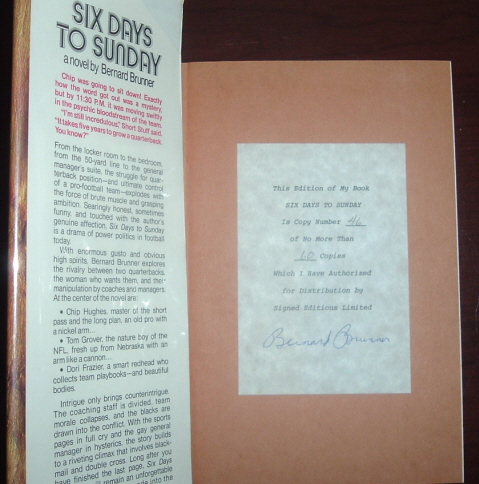 SIX DAYS
TO SUNDAY
a novel by Bernard Brunner
Chip was going to sit down! Exactly
how the word got out was a mystery,
but by 11:30 P.M. it was moving swiftly
in the psychic bloodstream of the team.
"I'm still incredulous," Short Stuff said.
"It takes five years to grow a quarterback.
You know?"
From the locker room to the bedroom,
from the 50-yard line to the general
manager's suite, the struggle for quar-
terback position—and ultimate control
of a pro-football team—explodes with
the force of brute muscle and grasping
ambition. Searingly honest, sometimes
funny, and touched with the author's
genuine affection, Six Days to Sunday
is a drama of power politics in football
today.
With enormous gusto and obvious
high spirits, Bernard Brunner explores
the rivalry between two quarterbacks,
the woman who wants them, and their
manipulation by coaches and managers.
At the center of the novel are:
• Chip Hughes, master of the short
pass and the long plan, an old pro with
a nickel arm...
• Tom Grover, the nature boy of the
NFL, fresh up from Nebraska with an
arm like a cannon...
• Dori Frazier, a smart redhead who
collects team playbooks—and beautiful
bodies.
Intrigue only brings counterintrigue.
The coaching staff is divided, team
morale collapses, and the blacks are
drawn into the conflict. With the sports
pages in full cry and the gay general
manager in hysterics, the story builds
to a riveting climax that involves black-
mail and double cross. Long after you
have finished the last page, Six
Days remain an unforgettable
into the
This Edition of My Book
SIX DAYS TO SUNDAY
Is Copy Number 46
of No More Than
60 Copies
Which I Have Authorized
For Distribution By
Signed Editions Limited
Bernard Brunner